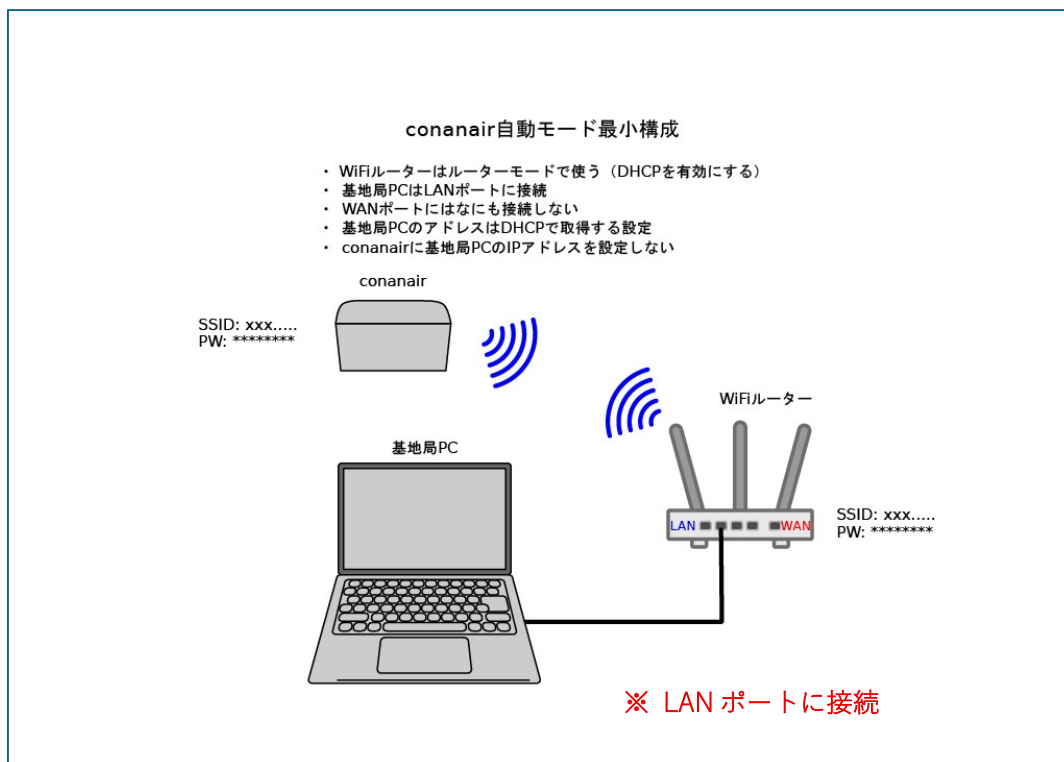 conanair自動モード最小構成
・ WiFiルーターはルーターモードで使う（DHCPを有効にする）
・ 基地局PCはLANポートに接続
・ WANポートにはなにも接続しない
・ 基地局PCのアドレスはDHCPで取得する設定
・ conanairに基地局PCのIPアドレスを設定しない
conanair
SSID: xxx.....
PW: ********
WiFiルーター
基地局PC
LAN
WAN
SSID: xxx.....
PW: ********
※ LAN ポートに接続